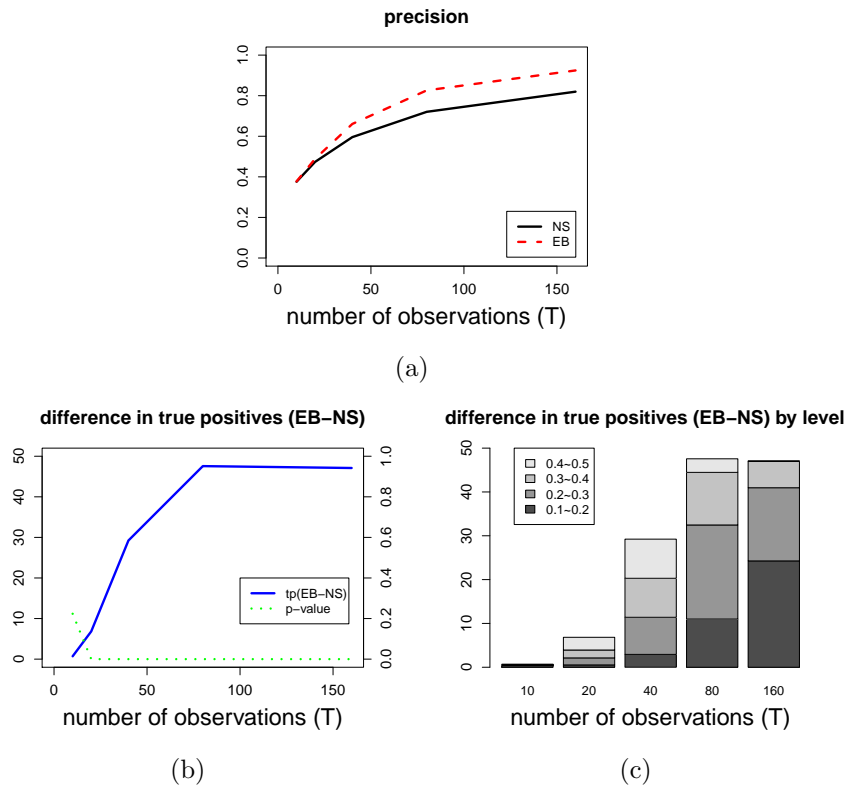 precision
1.0
0.8
0.6
0.4
0.2
0.0
NS
EB
0 50 100 150
number of observations (T)
(a)
difference in true positives (EB−NS)
50
40
30
20
10
0
1.0
0.8
0.6
0.4
0.2
0.0
tp(EB−NS)
p−value
0 50 100 150
number of observations (T)
(b)
difference in true positives (EB−NS) by level
50
40
30
20
10
0
0.4~0.5
0.3~0.4
0.2~0.3
0.1~0.2
10 20 40 80 160
number of observations (T)
(c)